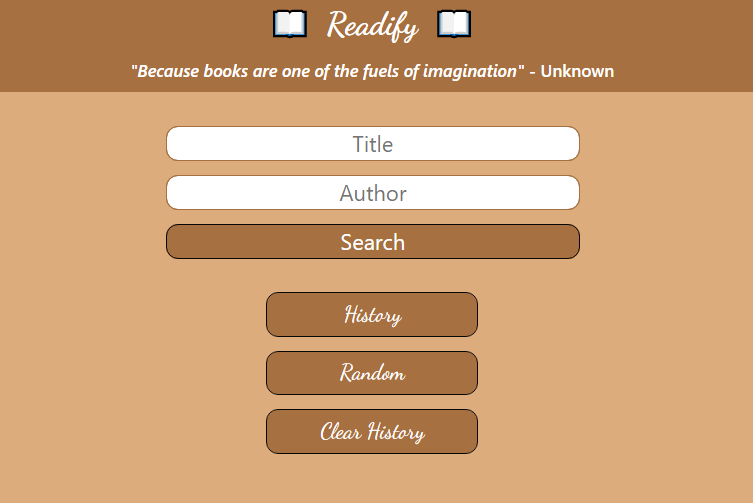 Readify
"Because books are one of the fuels of imagination" - Unknown
Title
Author
Search
History
Random
Clear History